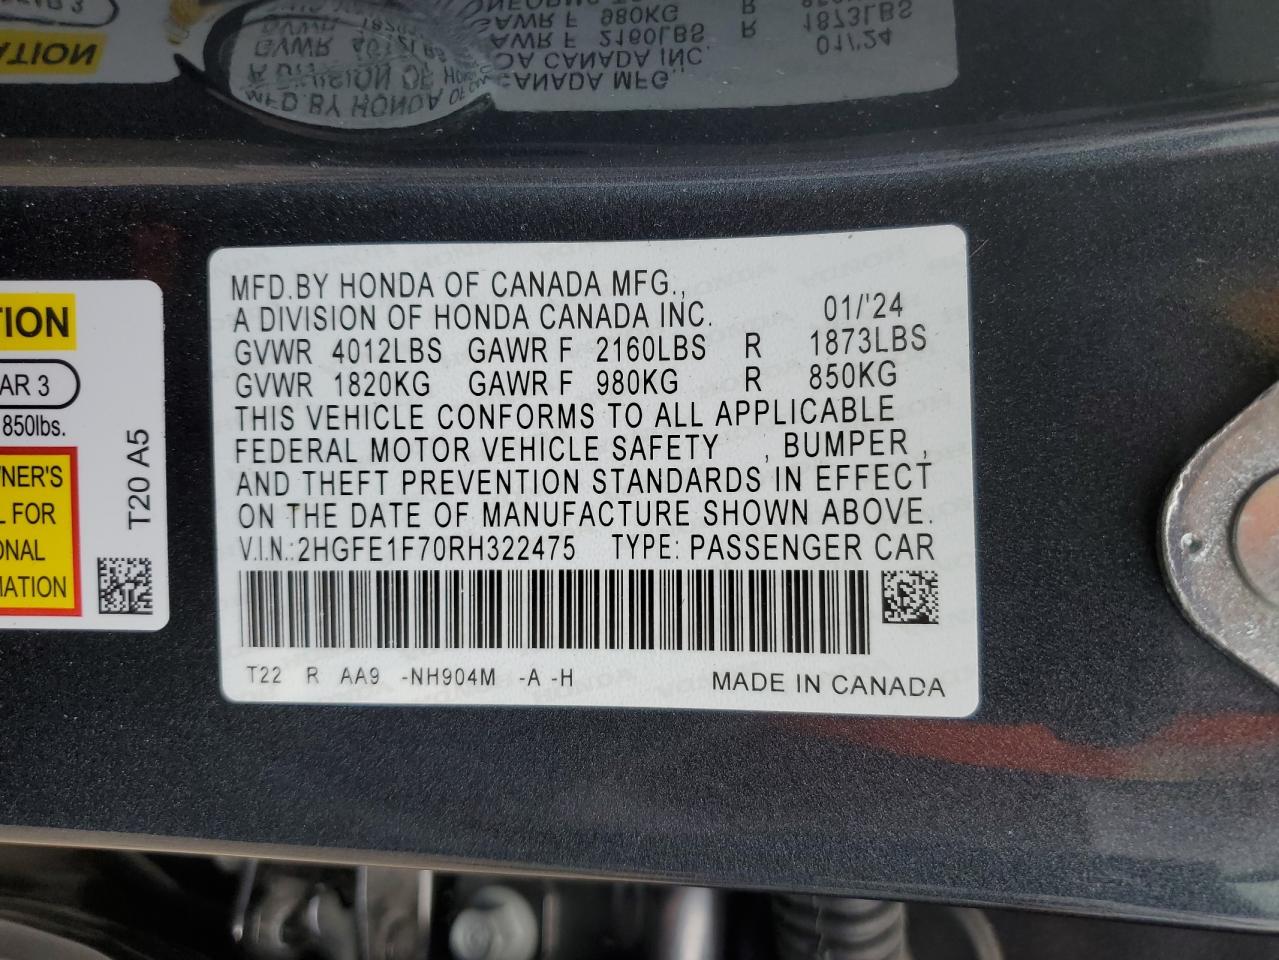 MFD.BY HONDA OF CANADA MFG.,
A DIVISION OF HONDA CANADA INC. 01/'24
GVWR 4012LBS GAWR F 2160LBS R 1873LBS
GVWR 1820KG GAWR F 980KG R 850KG
THIS VEHICLE CONFORMS TO ALL APPLICABLE
FEDERAL MOTOR VEHICLE SAFETY , BUMPER ,
AND THEFT PREVENTION STANDARDS IN EFFECT
ON THE DATE OF MANUFACTURE SHOWN ABOVE.
V.I.N.:2HGFE1F70RH322475 TYPE: PASSENGER CAR
T22 R AA9 -NH904M -A -H MADE IN CANADA
TION
AR 3
850lbs.
WNER'S
L FOR
ONAL
MATION
T20 A5